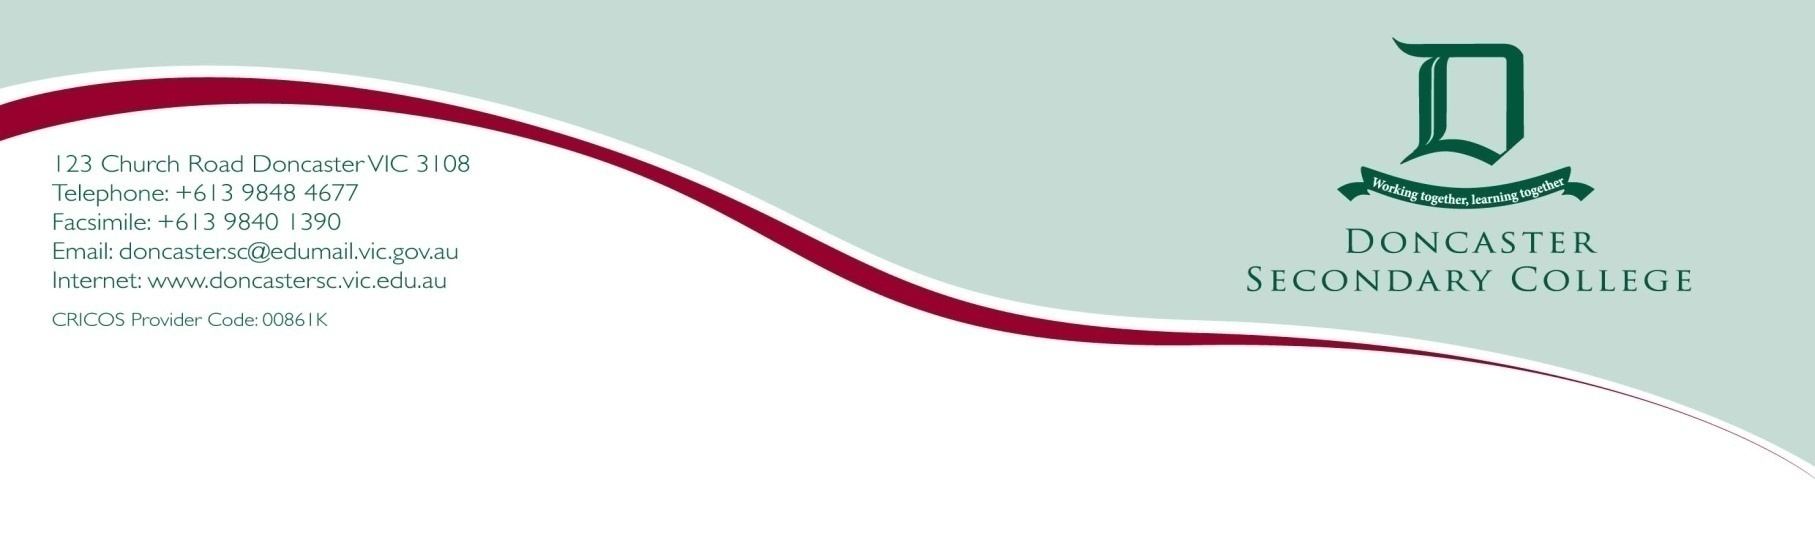 123 Church Road Doncaster VIC 3108
Telephone: +613 9848 4677
Facsimile: +613 9840 1390
Email: doncaster.sc@edumail.vic.gov.au
Internet: www.doncastersc.vic.edu.au
CRICOS Provider Code: 00861K
D
Working together, learning together
DONCASTER
SECONDARY COLLEGE